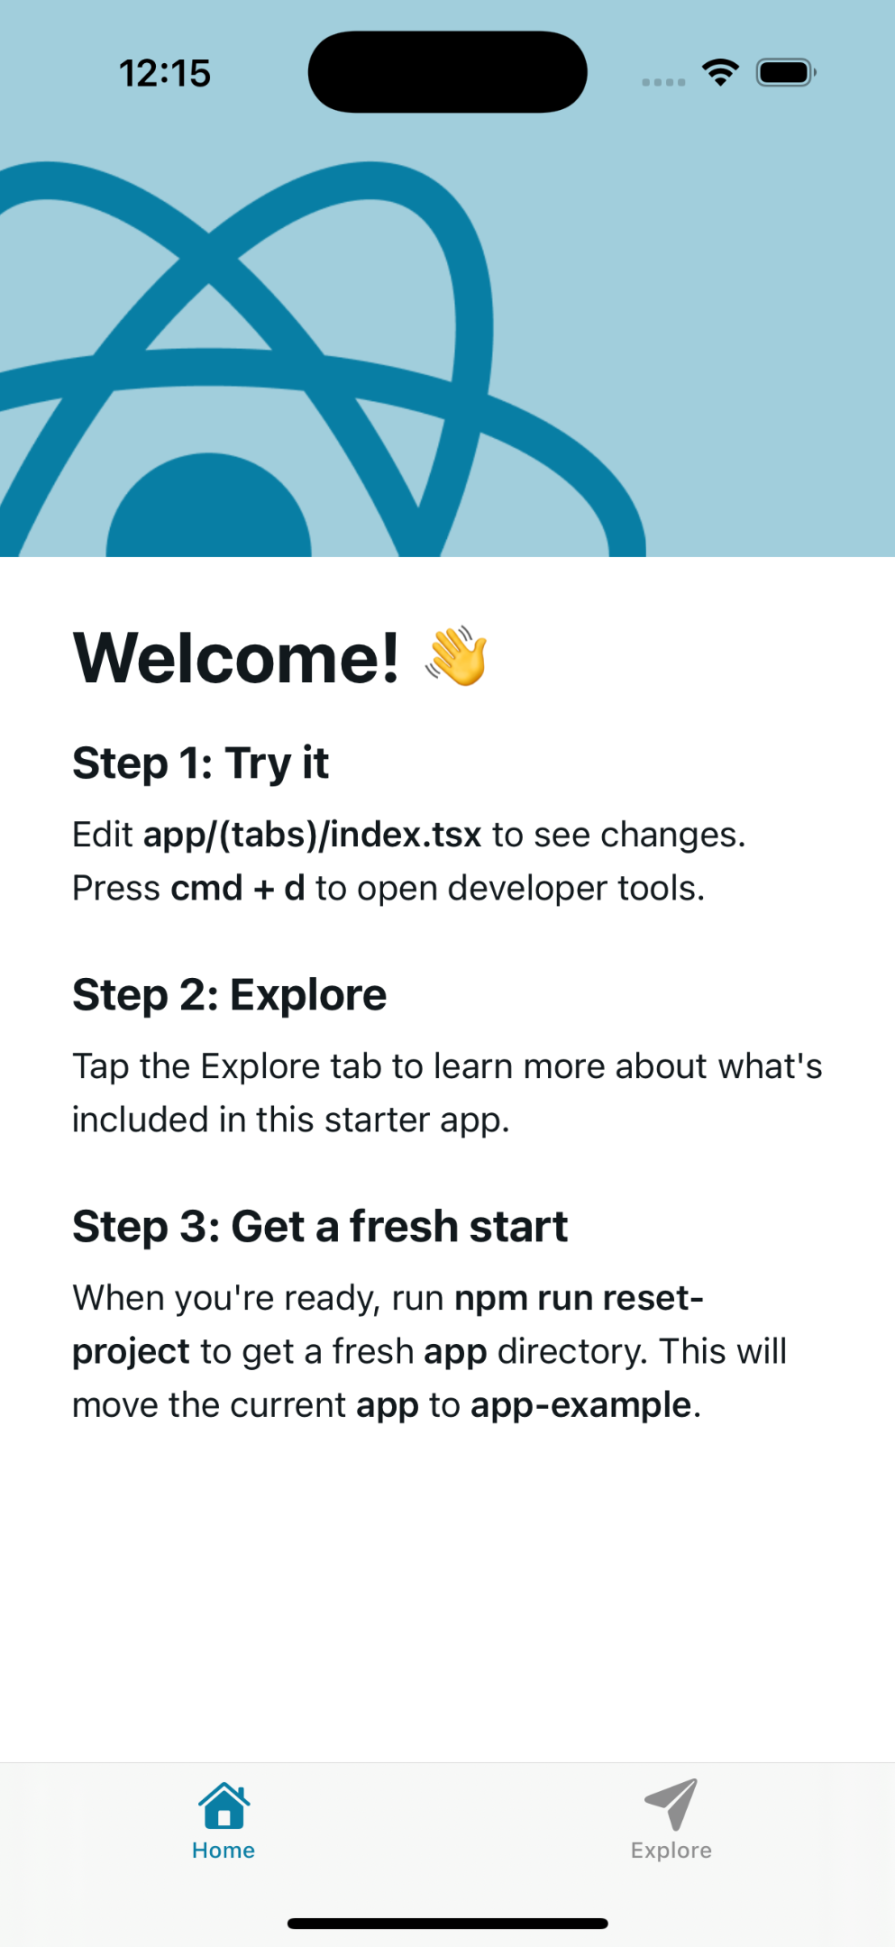 12:15
Welcome! 👋
Step 1: Try it
Edit app/(tabs)/index.tsx to see changes.
Press cmd + d to open developer tools.
Step 2: Explore
Tap the Explore tab to learn more about what's
included in this starter app.
Step 3: Get a fresh start
When you're ready, run npm run reset-
project to get a fresh app directory. This will
move the current app to app-example.
Home
Explore